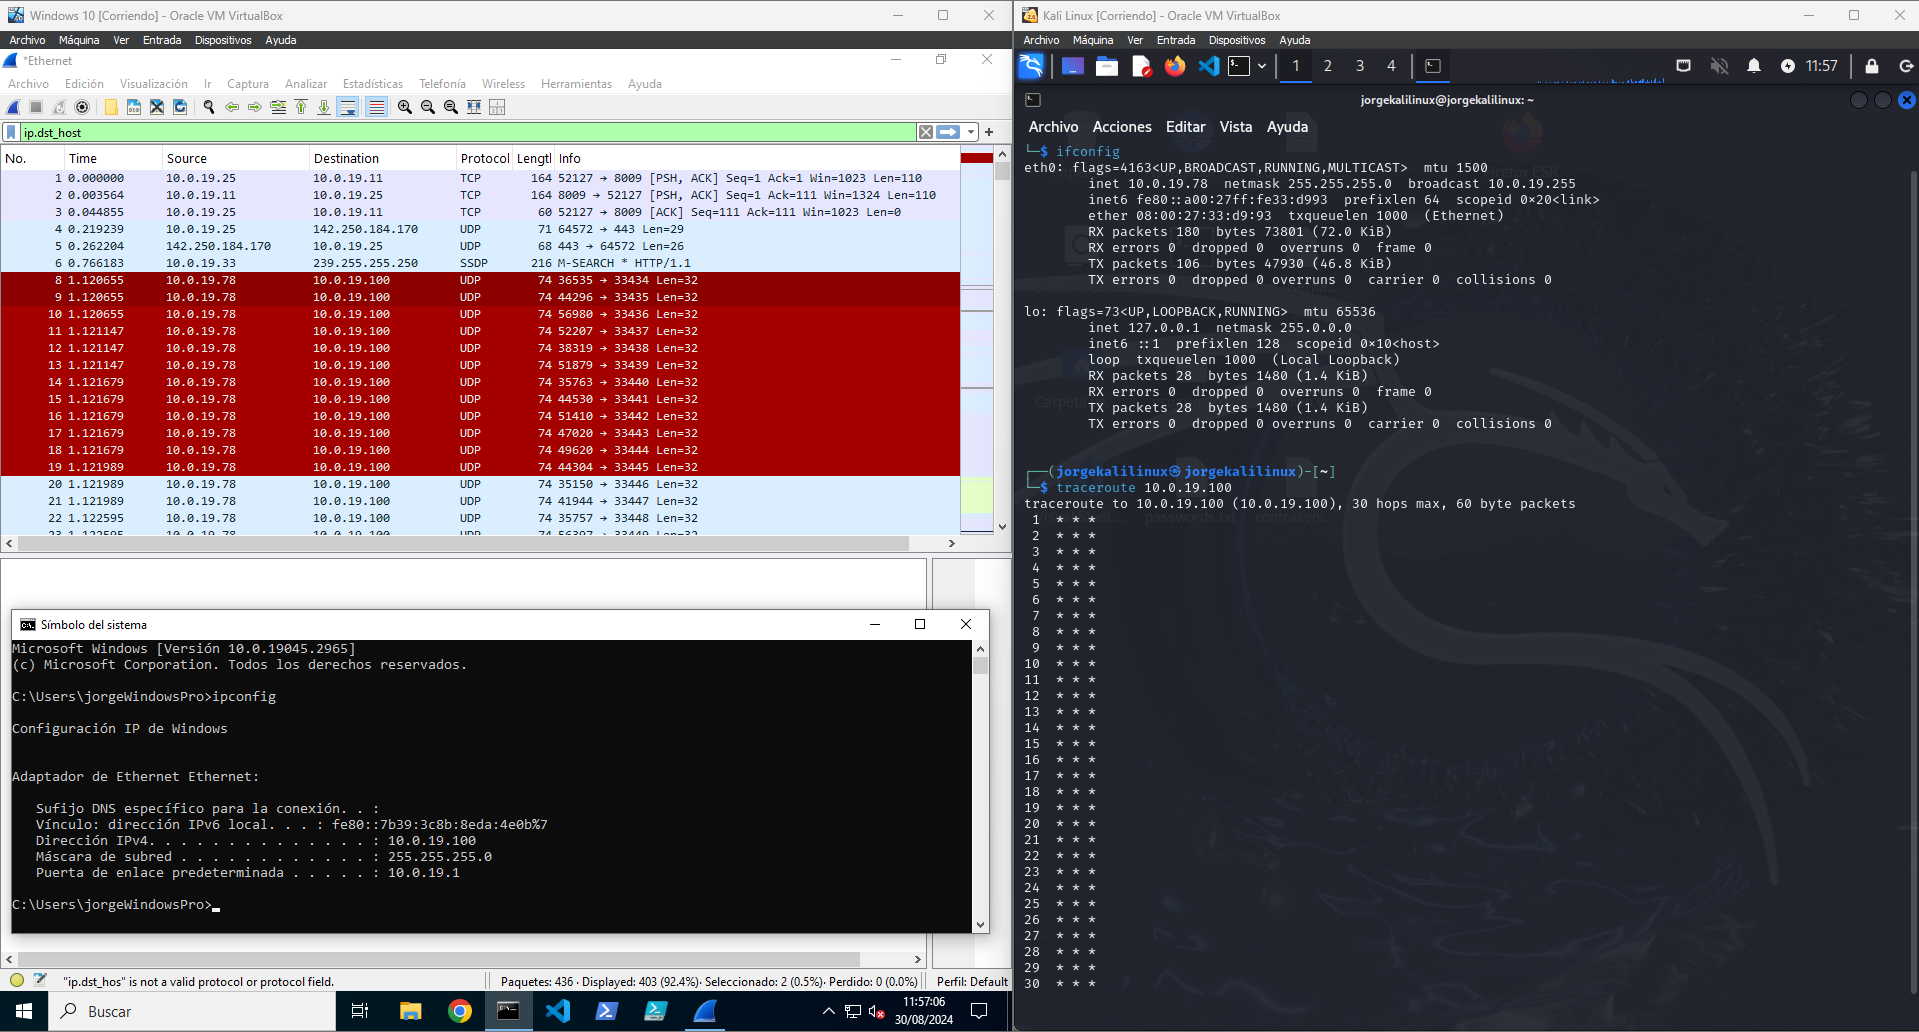 Windows 10 [Corriendo] - Oracle VM VirtualBox
Archivo Máquina Ver Entrada Dispositivos Ayuda
*Ethernet
Archivo Edición Visualización Ir Captura Analizar Estadísticas Telefonía Wireless Herramientas Ayuda
ip.dst_host
No. Time Source Destination Protocol Lengtl Info
1 0.000000 10.0.19.25 10.0.19.11 TCP 164 52127 → 8009 [PSH, ACK] Seq=1 Ack=1 Win=1023 Len=110
2 0.003564 10.0.19.11 10.0.19.25 TCP 164 8009 → 52127 [PSH, ACK] Seq=1 Ack=111 Win=1324 Len=110
3 0.044855 10.0.19.25 10.0.19.11 TCP 60 52127 → 8009 [ACK] Seq=111 Ack=111 Win=1023 Len=0
4 0.219239 10.0.19.25 142.250.184.170 UDP 71 64572 → 443 Len=29
5 0.262204 142.250.184.170 10.0.19.25 UDP 68 443 → 64572 Len=26
6 0.766183 10.0.19.33 239.255.255.250 SSDP 216 M-SEARCH * HTTP/1.1
8 1.120655 10.0.19.78 10.0.19.100 UDP 74 36535 → 33434 Len=32
9 1.120655 10.0.19.78 10.0.19.100 UDP 74 44296 → 33435 Len=32
10 1.120655 10.0.19.78 10.0.19.100 UDP 74 56980 → 33436 Len=32
11 1.121147 10.0.19.78 10.0.19.100 UDP 74 52207 → 33437 Len=32
12 1.121147 10.0.19.78 10.0.19.100 UDP 74 38319 → 33438 Len=32
13 1.121147 10.0.19.78 10.0.19.100 UDP 74 51879 → 33439 Len=32
14 1.121679 10.0.19.78 10.0.19.100 UDP 74 35763 → 33440 Len=32
15 1.121679 10.0.19.78 10.0.19.100 UDP 74 44530 → 33441 Len=32
16 1.121679 10.0.19.78 10.0.19.100 UDP 74 51410 → 33442 Len=32
17 1.121679 10.0.19.78 10.0.19.100 UDP 74 47020 → 33443 Len=32
18 1.121679 10.0.19.78 10.0.19.100 UDP 74 49620 → 33444 Len=32
19 1.121989 10.0.19.78 10.0.19.100 UDP 74 44304 → 33445 Len=32
20 1.121989 10.0.19.78 10.0.19.100 UDP 74 35150 → 33446 Len=32
21 1.121989 10.0.19.78 10.0.19.100 UDP 74 41944 → 33447 Len=32
22 1.122595 10.0.19.78 10.0.19.100 UDP 74 35757 → 33448 Len=32
23 1.122595 10.0.19.78 10.0.19.100 UDP 74 56397 → 33449 Len=32
Símbolo del sistema
Microsoft Windows [Versión 10.0.19045.2965]
(c) Microsoft Corporation. Todos los derechos reservados.
C:\Users\jorgeWindowsPro>ipconfig
Configuración IP de Windows
Adaptador de Ethernet Ethernet:
Sufijo DNS específico para la conexión. . :
Vínculo: dirección IPv6 local. . . : fe80::7b39:3c8b:8eda:4e0b%7
Dirección IPv4. . . . . . . . . . . . . . : 10.0.19.100
Máscara de subred . . . . . . . . . . . . : 255.255.255.0
Puerta de enlace predeterminada . . . . . : 10.0.19.1
C:\Users\jorgeWindowsPro>
"ip.dst_hos" is not a valid protocol or protocol field. Paquetes: 436 · Displayed: 403 (92.4%)· Seleccionado: 2 (0.5%)· Perdido: 0 (0.0%) Perfil: Default
Buscar
11:57:06
30/08/2024
Kali Linux [Corriendo] - Oracle VM VirtualBox
Archivo Máquina Ver Entrada Dispositivos Ayuda
1 2 3 4 11:57
jorgekalilinux@jorgekalilinux: ~
Archivo Acciones Editar Vista Ayuda
└─$ ifconfig
eth0: flags=4163<UP,BROADCAST,RUNNING,MULTICAST> mtu 1500
inet 10.0.19.78 netmask 255.255.255.0 broadcast 10.0.19.255
inet6 fe80::a00:27ff:fe33:d993 prefixlen 64 scopeid 0×20<link>
ether 08:00:27:33:d9:93 txqueuelen 1000 (Ethernet)
RX packets 180 bytes 73801 (72.0 KiB)
RX errors 0 dropped 0 overruns 0 frame 0
TX packets 106 bytes 47930 (46.8 KiB)
TX errors 0 dropped 0 overruns 0 carrier 0 collisions 0
lo: flags=73<UP,LOOPBACK,RUNNING> mtu 65536
inet 127.0.0.1 netmask 255.0.0.0
inet6 ::1 prefixlen 128 scopeid 0×10<host>
loop txqueuelen 1000 (Local Loopback)
RX packets 28 bytes 1480 (1.4 KiB)
RX errors 0 dropped 0 overruns 0 frame 0
TX packets 28 bytes 1480 (1.4 KiB)
TX errors 0 dropped 0 overruns 0 carrier 0 collisions 0
┌──(jorgekalilinux㉿jorgekalilinux)-[~]
└─$ traceroute 10.0.19.100
traceroute to 10.0.19.100 (10.0.19.100), 30 hops max, 60 byte packets
1 * * *
2 * * *
3 * * *
4 * * *
5 * * *
6 * * *
7 * * *
8 * * *
9 * * *
10 * * *
11 * * *
12 * * *
13 * * *
14 * * *
15 * * *
16 * * *
17 * * *
18 * * *
19 * * *
20 * * *
21 * * *
22 * * *
23 * * *
24 * * *
25 * * *
26 * * *
27 * * *
28 * * *
29 * * *
30 * * *